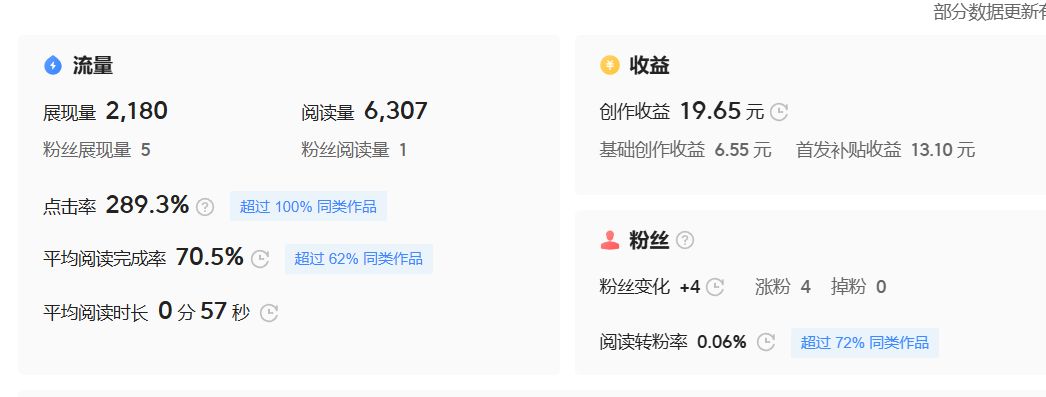 部分数据更新有
流量
展现量 2,180 阅读量 6,307
粉丝展现量 5 粉丝阅读量 1
点击率 289.3% ? 超过 100% 同类作品
平均阅读完成率 70.5% 超过 62% 同类作品
平均阅读时长 0 分 57 秒
¥ 收益
创作收益 19.65 元
基础创作收益 6.55 元 首发补贴收益 13.10 元
粉丝 ?
粉丝变化 +4 涨粉 4 掉粉 0
阅读转粉率 0.06% 超过 72% 同类作品